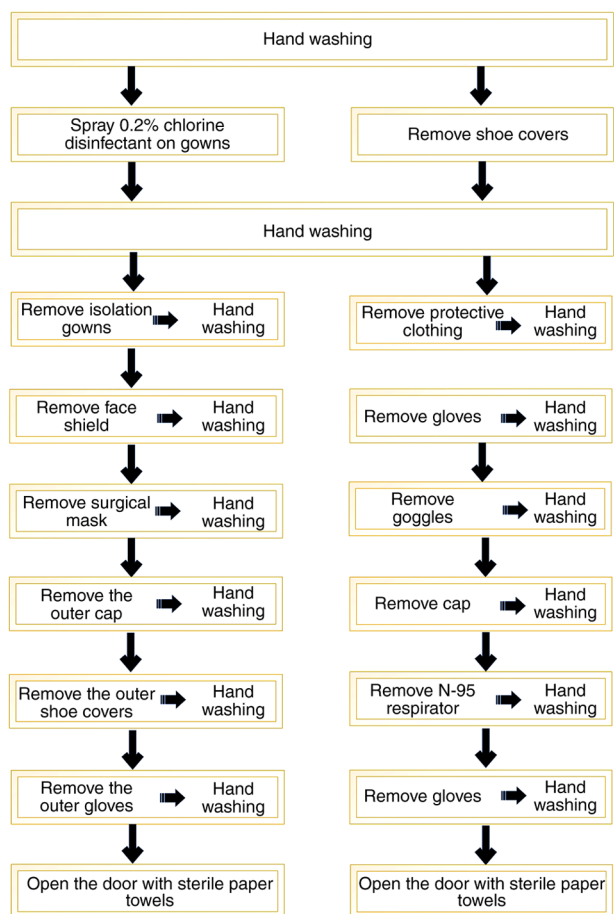 Hand washing
Spray 0.2% chlorine
disinfectant on gowns
Remove shoe covers
Hand washing
Remove isolation
gowns
Hand
washing
Remove protective
clothing
Hand
washing
Remove face
shield
Hand
washing
Remove gloves
Hand
washing
Remove surgical
mask
Hand
washing
Remove
goggles
Hand
washing
Remove the
outer cap
Hand
washing
Remove cap
Hand
washing
Remove the outer
shoe covers
Hand
washing
Remove N-95
respirator
Hand
washing
Remove the
outer gloves
Hand
washing
Remove gloves
Hand
washing
Open the door with sterile paper
towels
Open the door with sterile paper
towels